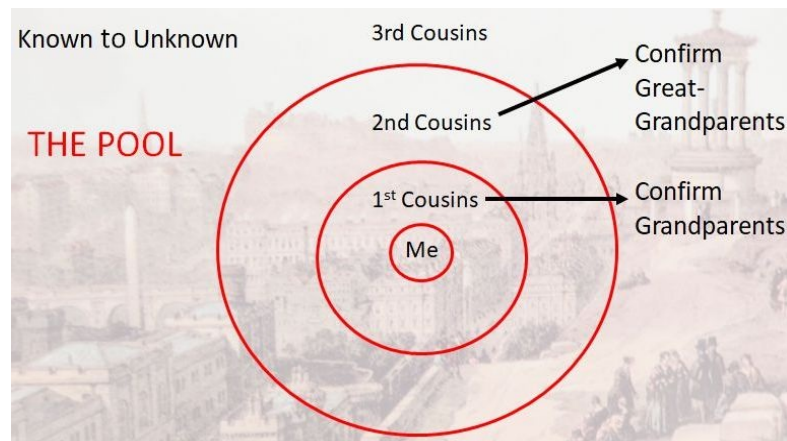 Known to Unknown
3rd Cousins
THE POOL
2nd Cousins
Confirm
Great-
Grandparents
1st Cousins
Confirm
Grandparents
Me